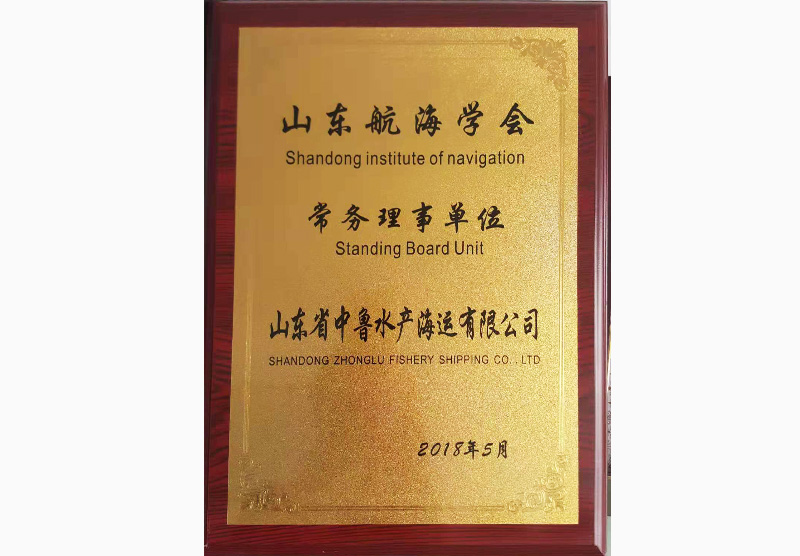 山东航海学会
Shandong institute of navigation
常务理事单位
Standing Board Unit
山东省中鲁水产海运有限公司
SHANDONG ZHONGLU FISHERY SHIPPING CO.,LTD
2018年5月